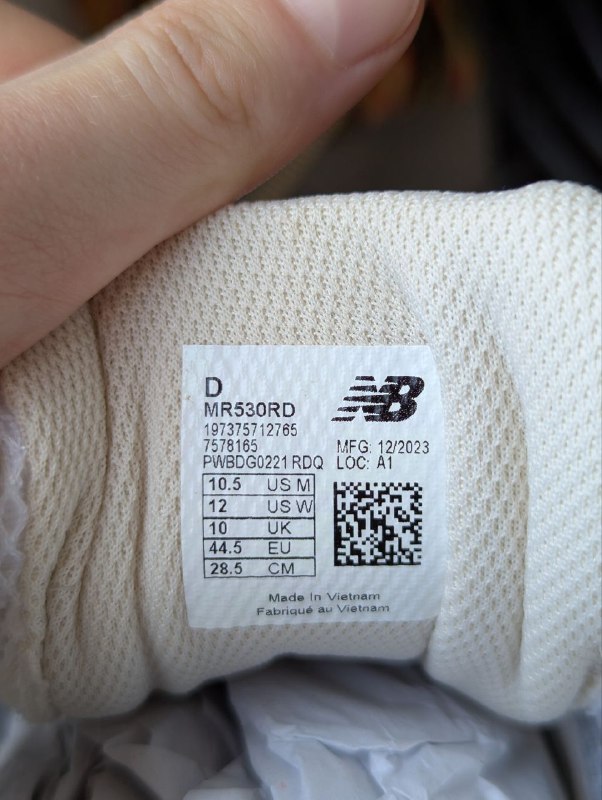 D
NB
MR530RD
197375712765
7578165
MFG: 12/2023
PWBDG0221 RDQ
LOC: A1
10.5 US M
12 US W
10 UK
44.5 EU
28.5 CM
Made In Vietnam
Fabriqué au Vietnam